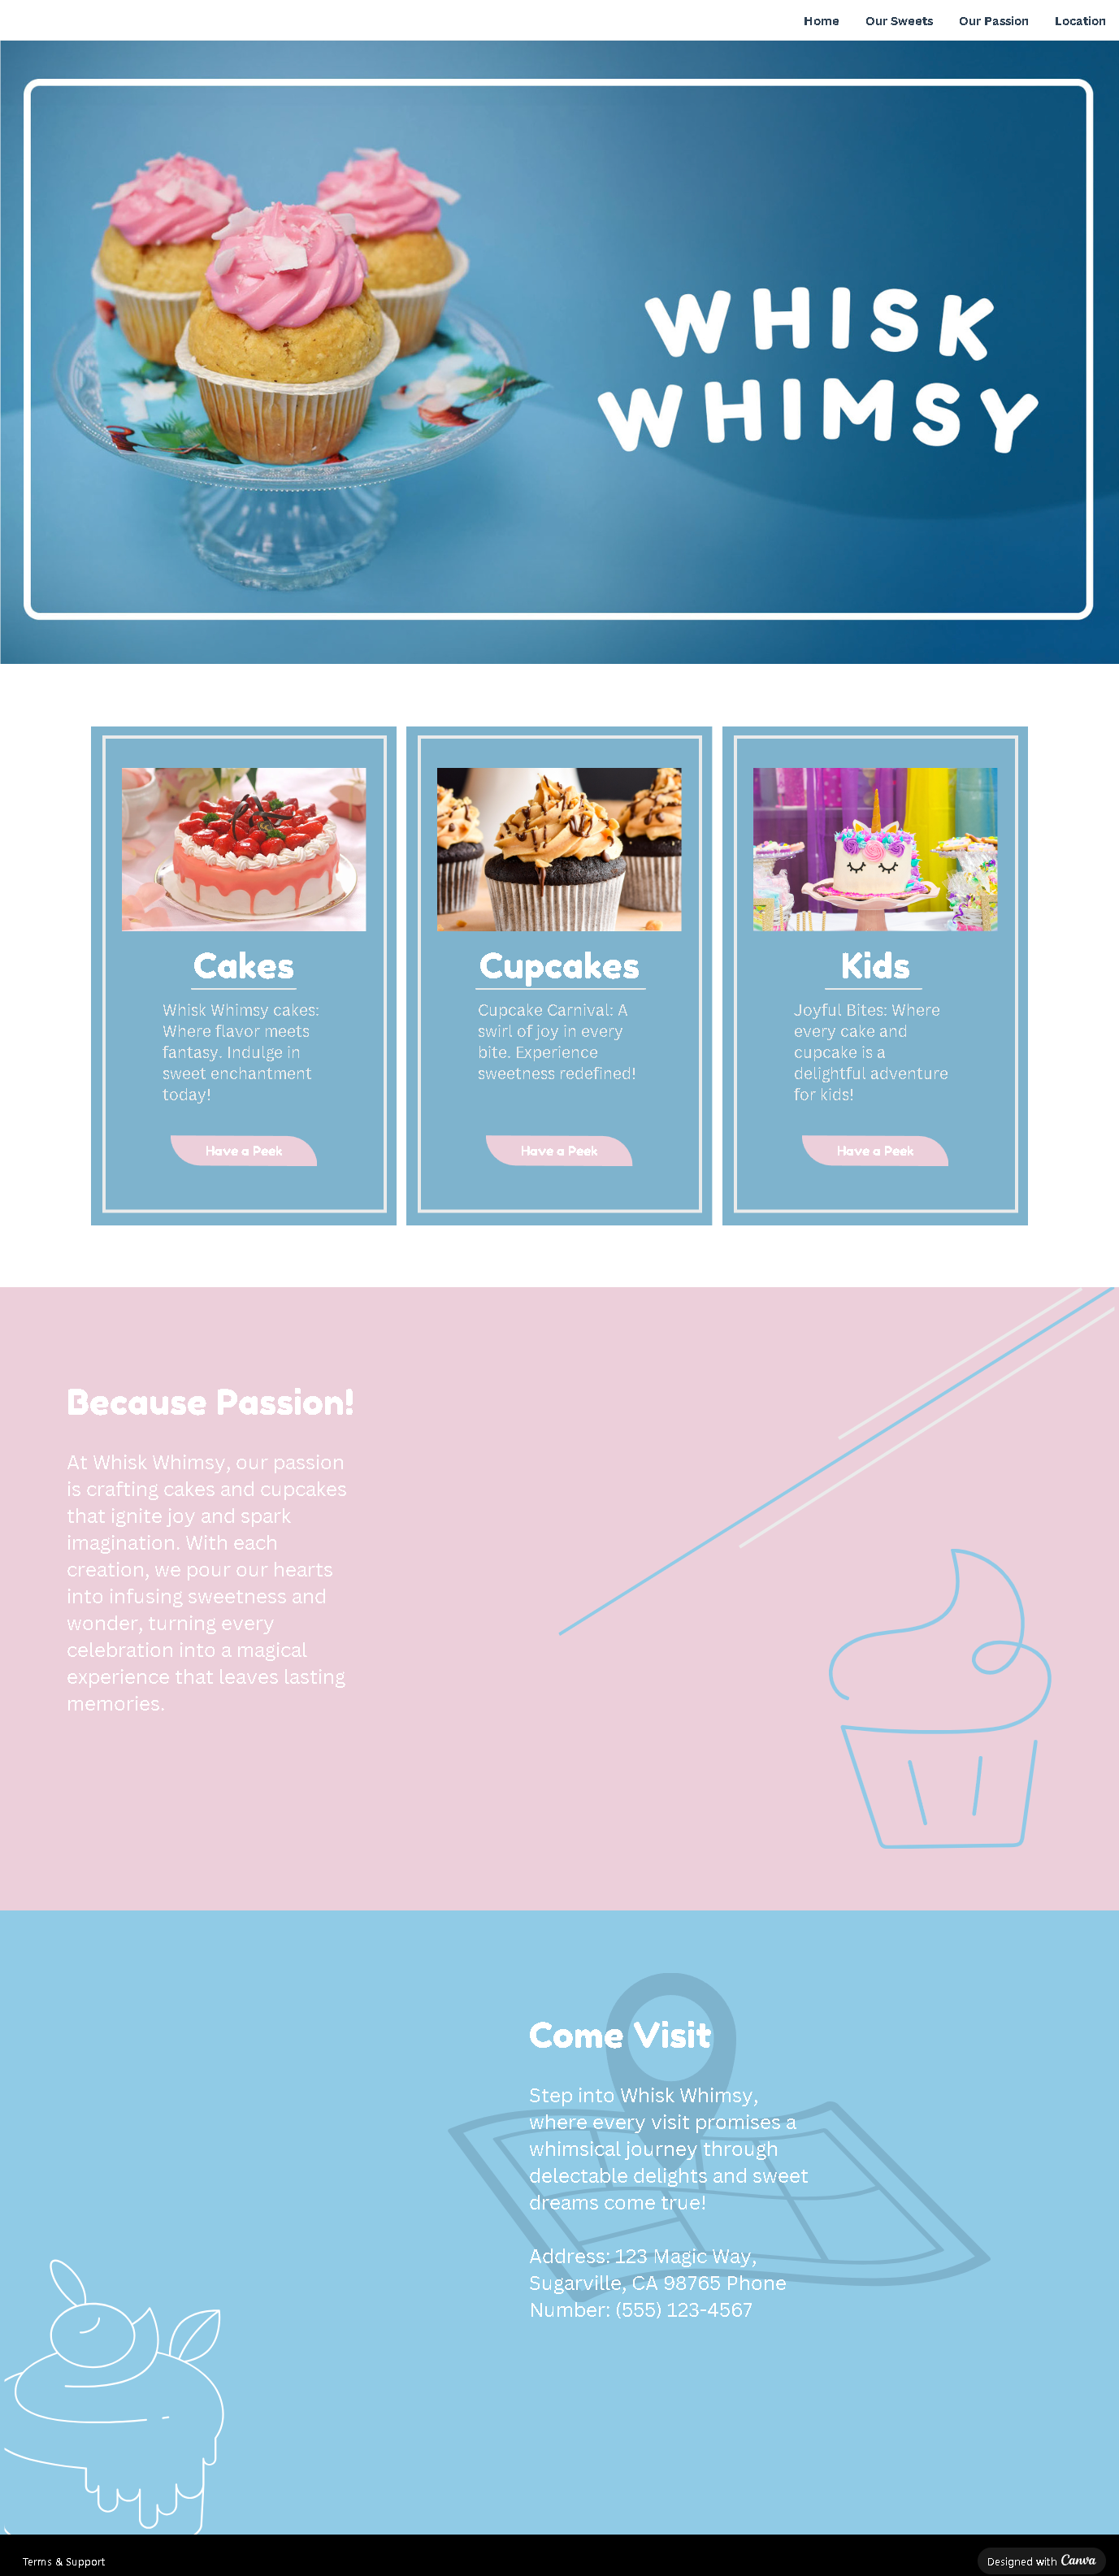 Home Our Sweets Our Passion Location
WHISK
WHIMSY
Cakes
Whisk Whimsy cakes:
Where flavor meets
fantasy. Indulge in
sweet enchantment
today!
Have a Peek
Cupcakes
Cupcake Carnival: A
swirl of joy in every
bite. Experience
sweetness redefined!
Have a Peek
Kids
Joyful Bites: Where
every cake and
cupcake is a
delightful adventure
for kids!
Have a Peek
Because Passion!
At Whisk Whimsy, our passion
is crafting cakes and cupcakes
that ignite joy and spark
imagination. With each
creation, we pour our hearts
into infusing sweetness and
wonder, turning every
celebration into a magical
experience that leaves lasting
memories.
Come Visit
Step into Whisk Whimsy,
where every visit promises a
whimsical journey through
delectable delights and sweet
dreams come true!
Address: 123 Magic Way,
Sugarville, CA 98765 Phone
Number: (555) 123-4567
Terms & Support
Designed with Canva